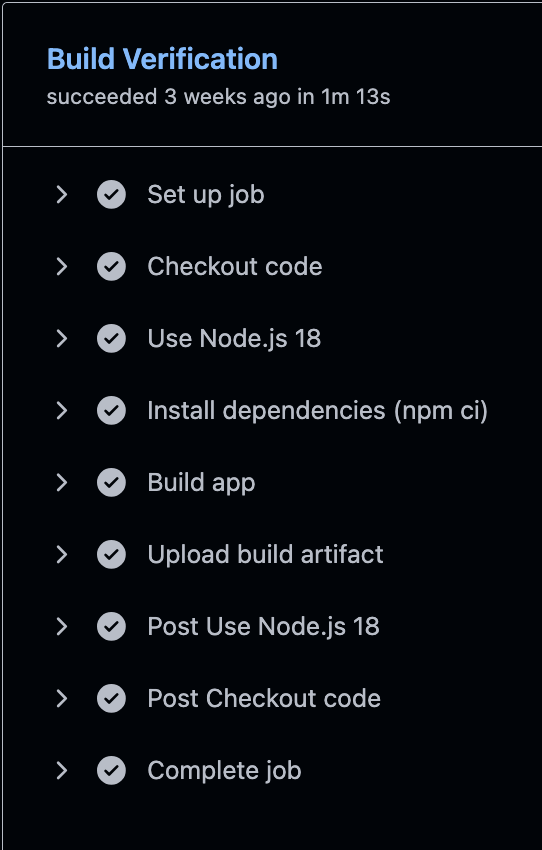 Build Verification
succeeded 3 weeks ago in 1m 13s
Set up job
Checkout code
Use Node.js 18
Install dependencies (npm ci)
Build app
Upload build artifact
Post Use Node.js 18
Post Checkout code
Complete job